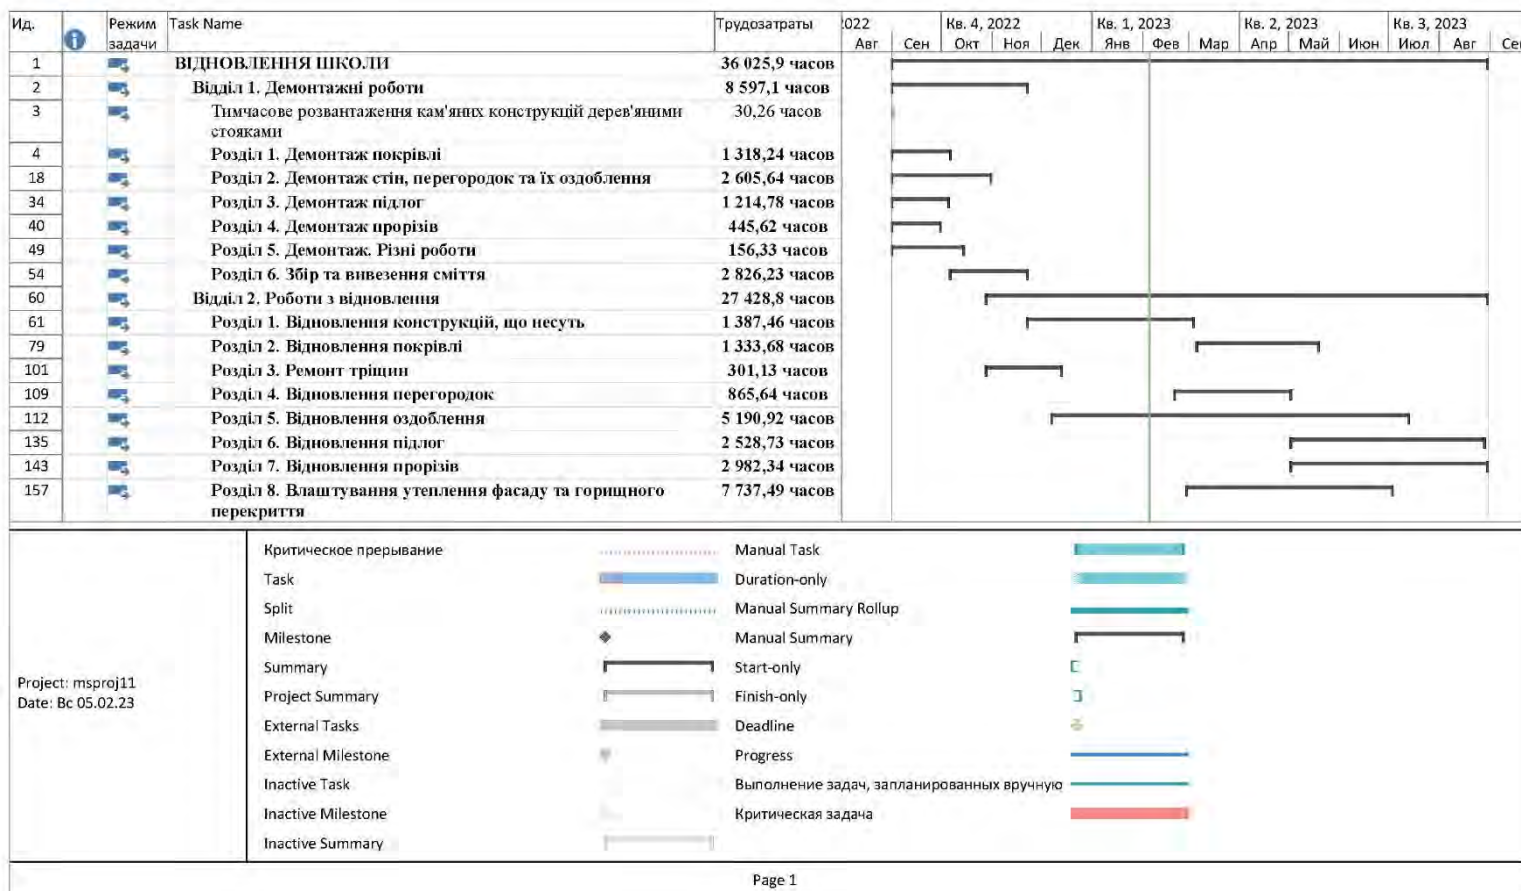 Ид. Режим Task Name Трудозатраты 2022 Кв. 4, 2022 Кв. 1, 2023 Кв. 2, 2023 Кв. 3, 2023
задачи Авг Сен Окт Ноя Дек Янв Фев Мар Апр Май Июн Июл Авг Сен
1 ВІДНОВЛЕННЯ ШКОЛИ 36 025,9 часов
2 Відділ 1. Демонтажні роботи 8 597,1 часов
3 Тимчасове розвантаження кам'яних конструкцій дерев'яними 30,26 часов
стояками
4 Розділ 1. Демонтаж покрівлі 1 318,24 часов
18 Розділ 2. Демонтаж стін, перегородок та їх оздоблення 2 605,64 часов
34 Розділ 3. Демонтаж підлог 1 214,78 часов
40 Розділ 4. Демонтаж прорізів 445,62 часов
49 Розділ 5. Демонтаж. Різні роботи 156,33 часов
54 Розділ 6. Збір та вивезення сміття 2 826,23 часов
60 Відділ 2. Роботи з відновлення 27 428,8 часов
61 Розділ 1. Відновлення конструкцій, що несуть 1 387,46 часов
79 Розділ 2. Відновлення покрівлі 1 333,68 часов
101 Розділ 3. Ремонт тріщин 301,13 часов
109 Розділ 4. Відновлення перегородок 865,64 часов
112 Розділ 5. Відновлення оздоблення 5 190,92 часов
135 Розділ 6. Відновлення підлог 2 528,73 часов
143 Розділ 7. Відновлення прорізів 2 982,34 часов
157 Розділ 8. Влаштування утеплення фасаду та горищного 7 737,49 часов
перекриття
Project: msproj11
Date: Вс 05.02.23
Критическое прерывание
Task
Split
Milestone
Summary
Project Summary
External Tasks
External Milestone
Inactive Task
Inactive Milestone
Inactive Summary
Manual Task
Duration-only
Manual Summary Rollup
Manual Summary
Start-only
Finish-only
Deadline
Progress
Выполнение задач, запланированных вручную
Критическая задача
Page 1